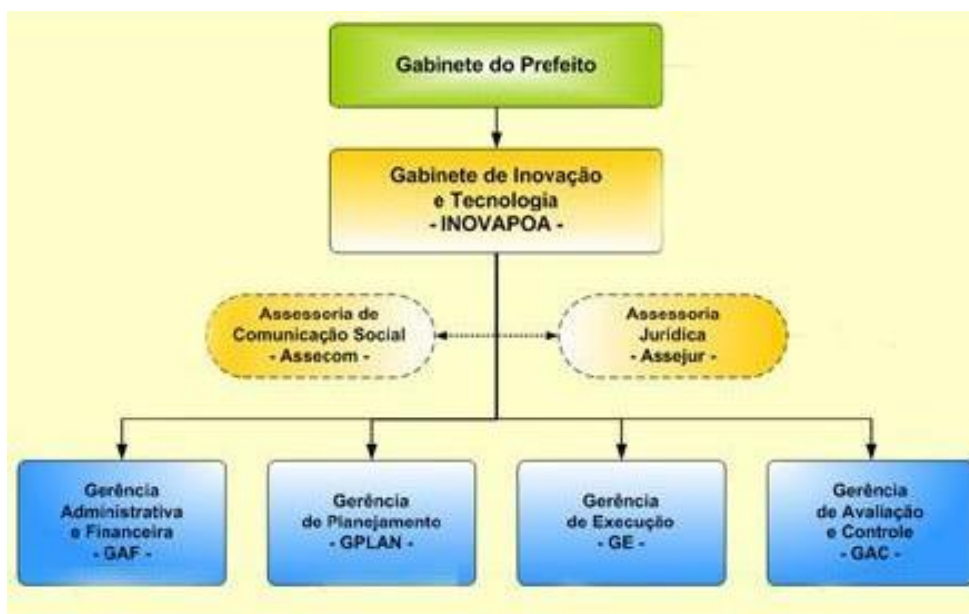 Gabinete do Prefeito
Gabinete de Inovação
e Tecnologia
- INOVAPOA -
Assessoria de
Comunicação Social
- Assecom -
Assessoria
Jurídica
- Assejur -
Gerência
Administrativa
e Financeira
- GAF -
Gerência
de Planejamento
- GPLAN -
Gerência
de Execução
- GE -
Gerência
de Avaliação
e Controle
- GAC -